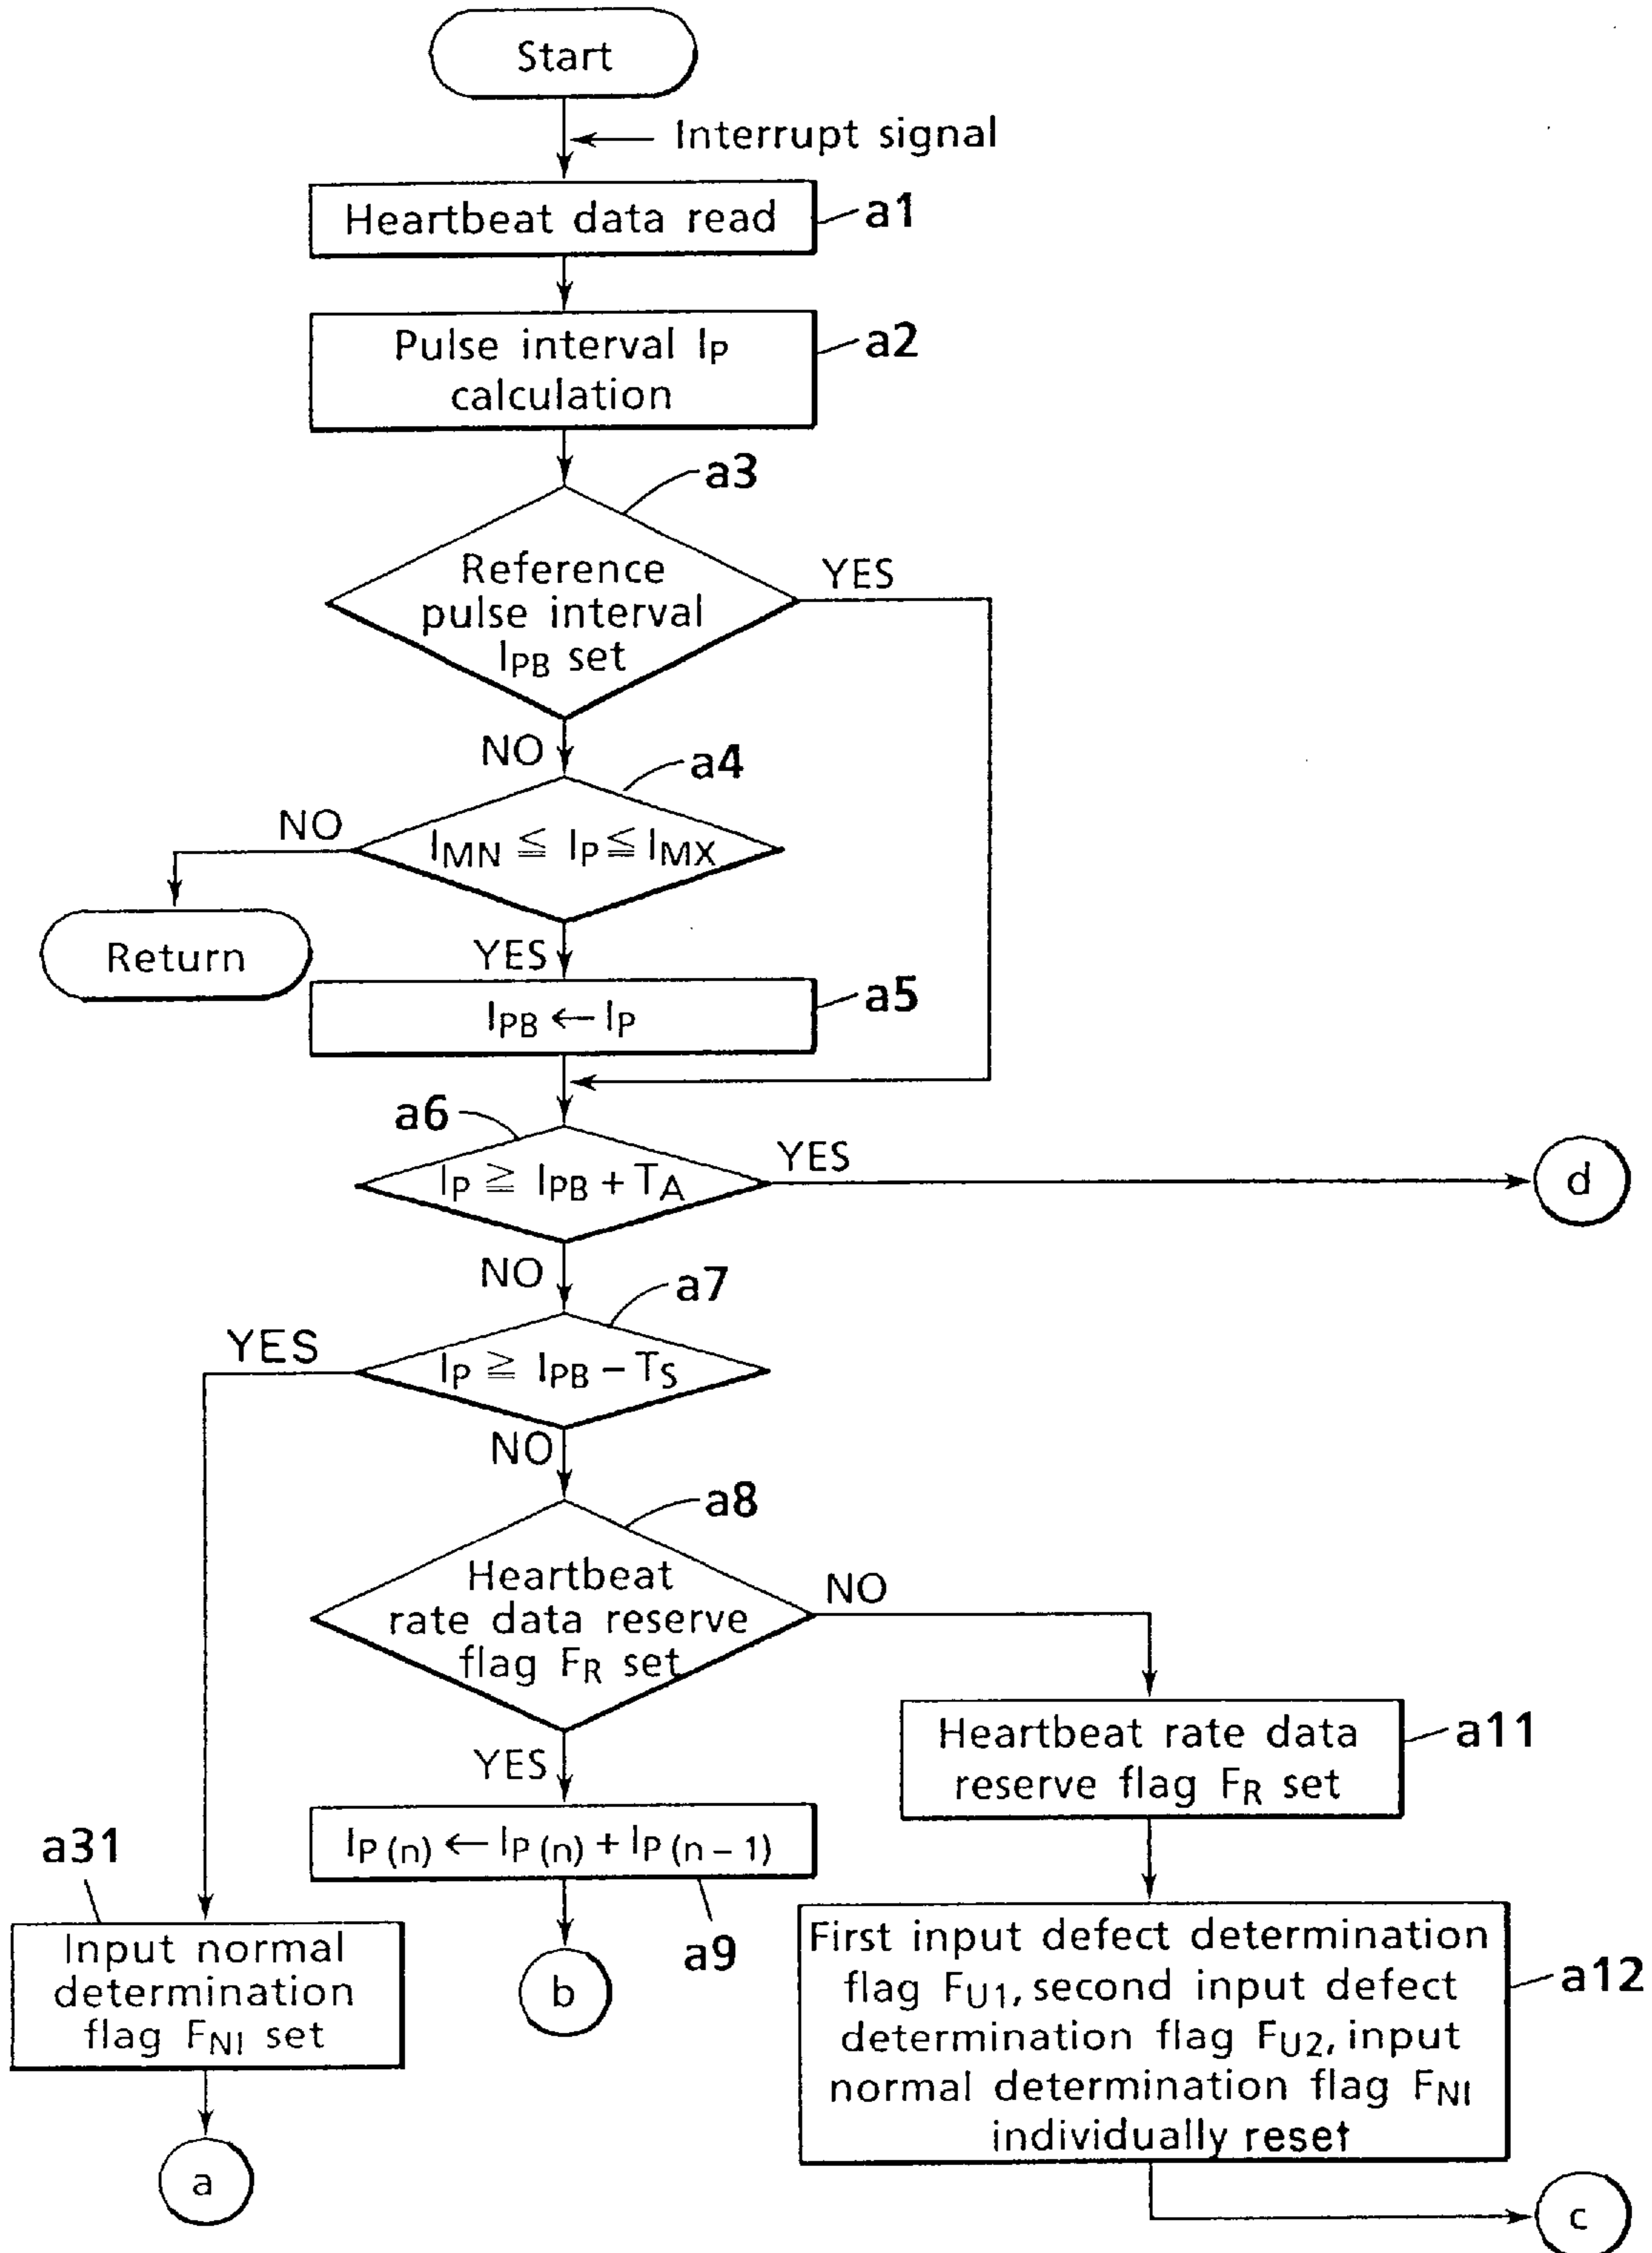 Start
Interrupt signal
Heartbeat data read
a1
Pulse interval IP
calculation
a2
a3
Reference
pulse interval
IPB set
YES
NO
a4
NO
IMN ≦ IP ≦ IMX
Return
YES
a5
IPB ← IP
a6
IP ≧ IPB + TA
YES
d
NO
a7
YES
IP ≧ IPB − TS
NO
a8
Heartbeat
rate data reserve
flag FR set
NO
YES
Heartbeat rate data
reserve flag FR set
a11
IP (n) ← IP (n) + IP (n − 1)
a9
b
a31
Input normal
determination
flag FNI set
a
First input defect determination
flag FU1, second input defect
determination flag FU2, input
normal determination flag FNI
individually reset
a12
c